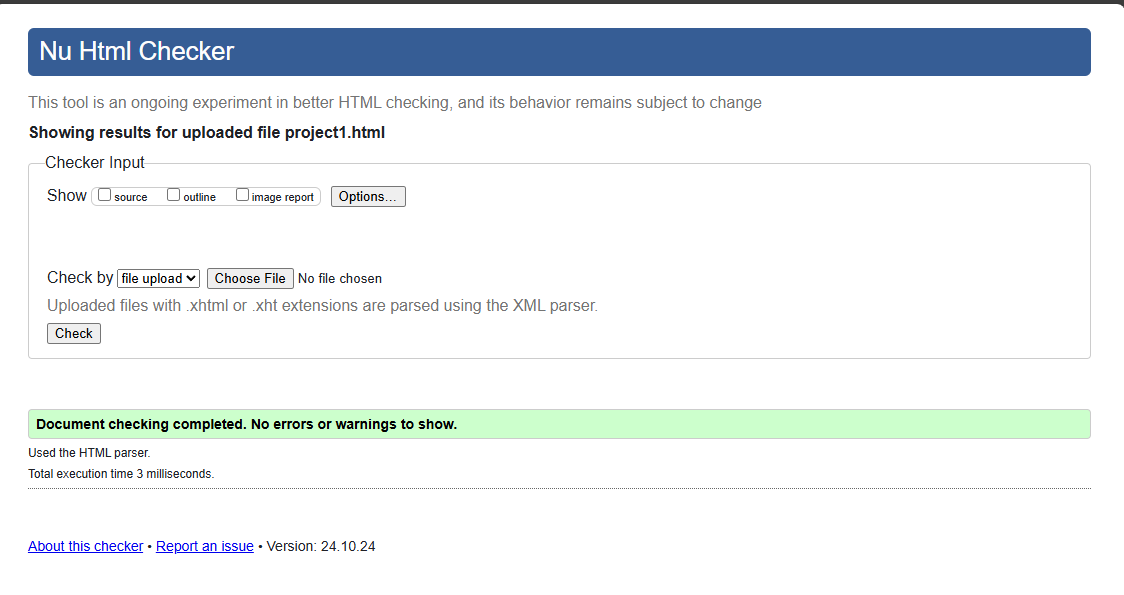 Nu Html Checker
This tool is an ongoing experiment in better HTML checking, and its behavior remains subject to change
Showing results for uploaded file project1.html
Checker Input
Show source outline image report Options...
Check by file upload Choose File No file chosen
Uploaded files with .xhtml or .xht extensions are parsed using the XML parser.
Check
Document checking completed. No errors or warnings to show.
Used the HTML parser.
Total execution time 3 milliseconds.
About this checker • Report an issue • Version: 24.10.24